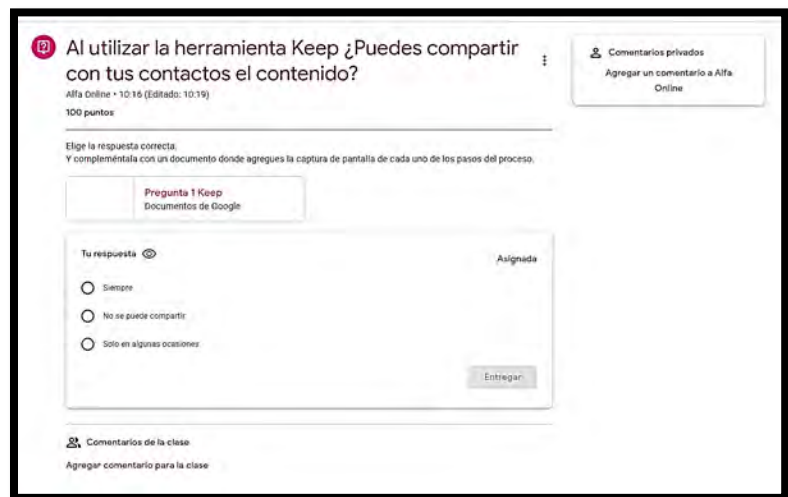 Al utilizar la herramienta Keep ¿Puedes compartir
con tus contactos el contenido?
Alfa Online • 10:16 (Editado: 10:19)
100 puntos
Elige la respuesta correcta.
Y compleméntala con un documento donde agregues la captura de pantalla de cada uno de los pasos del proceso.
Pregunta 1 Keep
Documentos de Google
Tu respuesta
Asignada
Siempre
No se puede compartir
Solo en algunas ocasiones
Entregar
Comentarios de la clase
Agregar comentario para la clase
Comentarios privados
Agregar un comentario a Alfa
Online